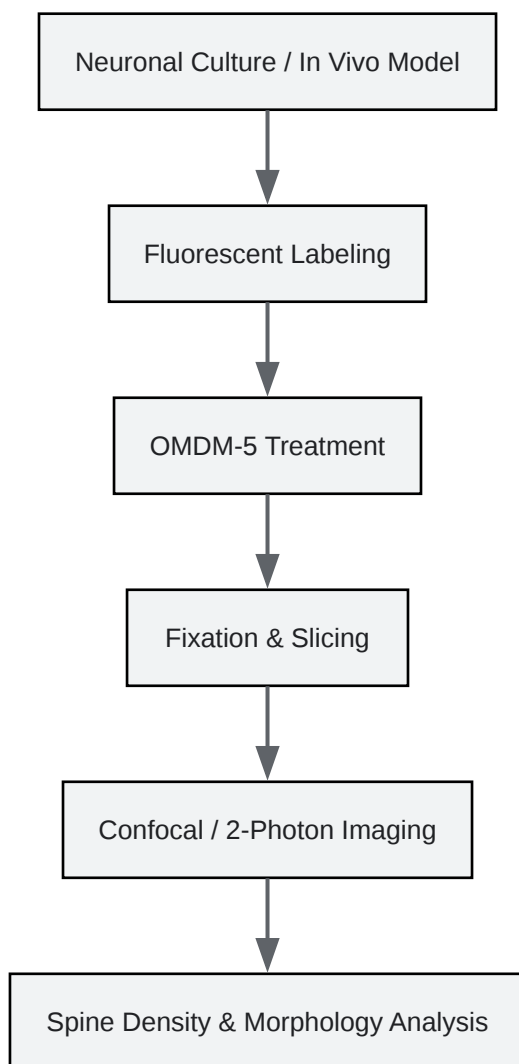 Neuronal Culture / In Vivo Model
Fluorescent Labeling
OMDM-5 Treatment
Fixation & Slicing
Confocal / 2-Photon Imaging
Spine Density & Morphology Analysis